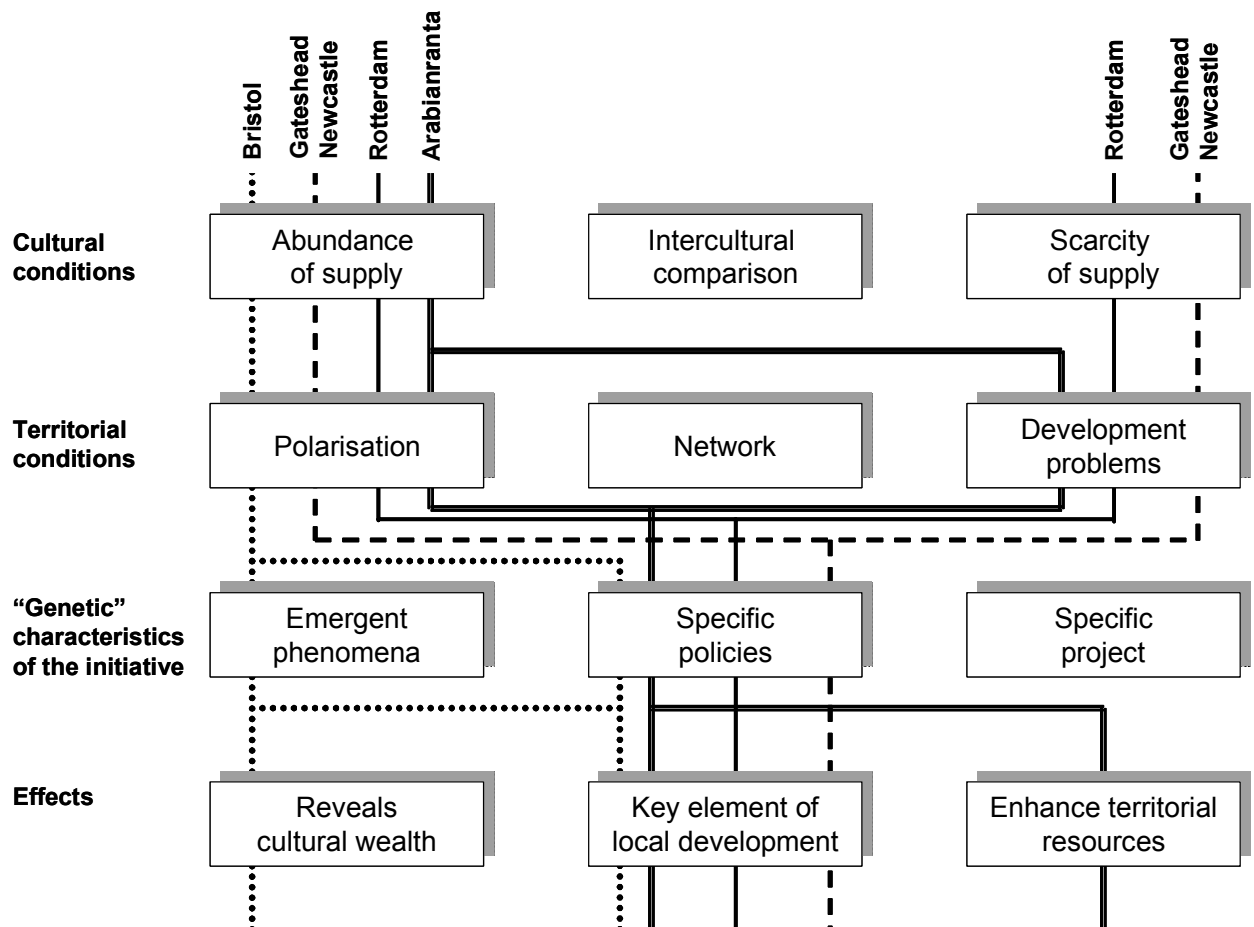 Bristol
Gateshead
Newcastle
Rotterdam
Arabianranta
Rotterdam
Gateshead
Newcastle
Cultural
conditions
Abundance
of supply
Intercultural
comparison
Scarcity
of supply
Territorial
conditions
Polarisation
Network
Development
problems
“Genetic”
characteristics
of the initiative
Emergent
phenomena
Specific
policies
Specific
project
Effects
Reveals
cultural wealth
Key element of
local development
Enhance territorial
resources